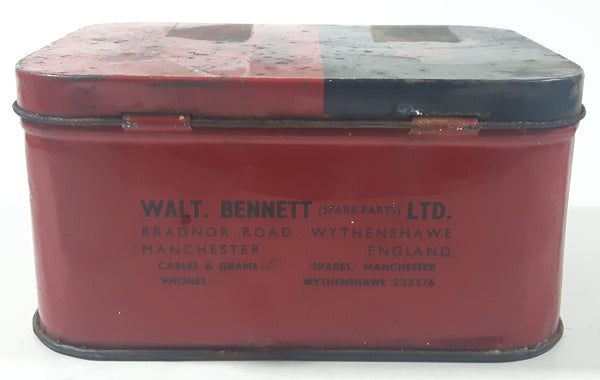 WALT. BENNETT (SPARE PARTS) LTD.
BRADNOR ROAD · WYTHENSHAWE
MANCHESTER ENGLAND
CABLES & GRAMS :- 'SPARES,' MANCHESTER
'PHONES :- WYTHENSHAWE 2225/6